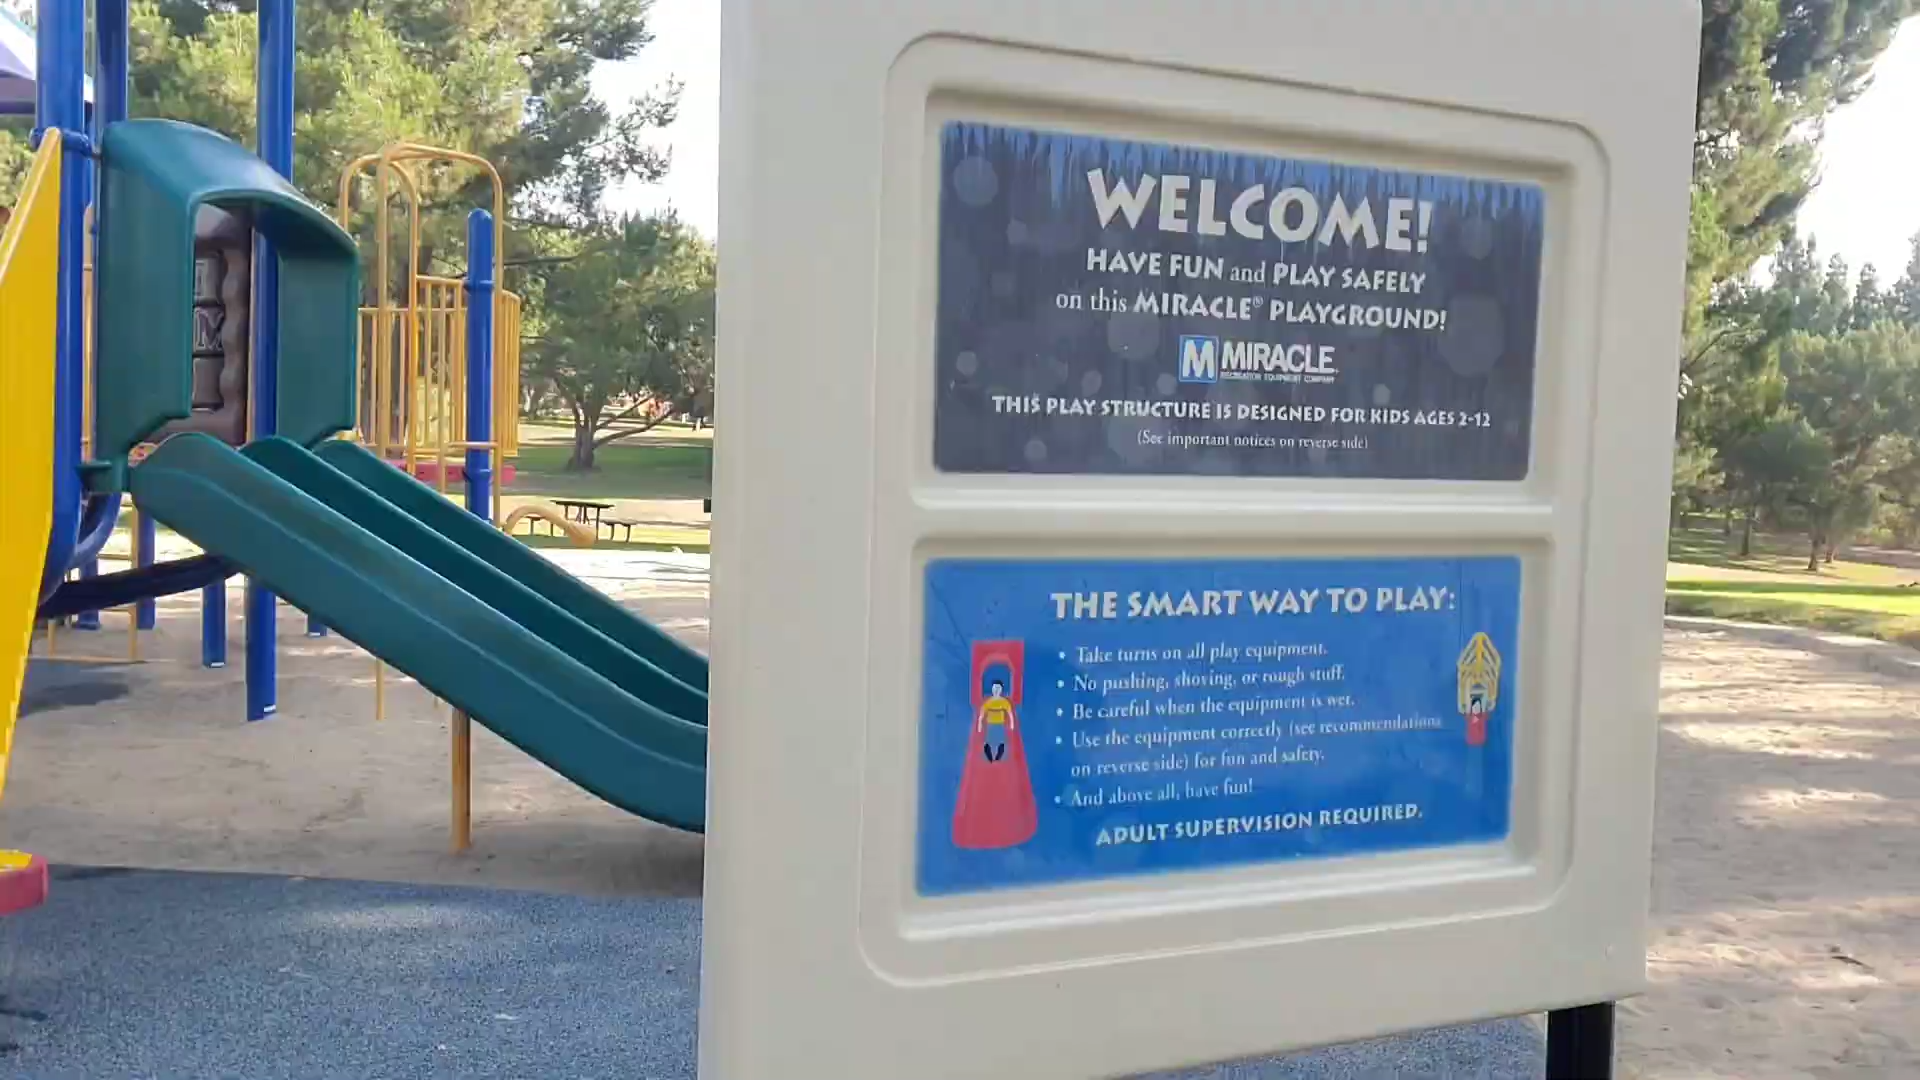 WELCOME!
HAVE FUN and PLAY SAFELY
on this MIRACLE® PLAYGROUND!
M MIRACLE
RECREATION EQUIPMENT COMPANY
THIS PLAY STRUCTURE IS DESIGNED FOR KIDS AGES 2-12
(See important notices on reverse side)
THE SMART WAY TO PLAY:
• Take turns on all play equipment.
• No pushing, shoving, or rough stuff.
• Be careful when the equipment is wet.
• Use the equipment correctly (see recommendations
on reverse side) for fun and safety.
• And above all, have fun!
ADULT SUPERVISION REQUIRED.